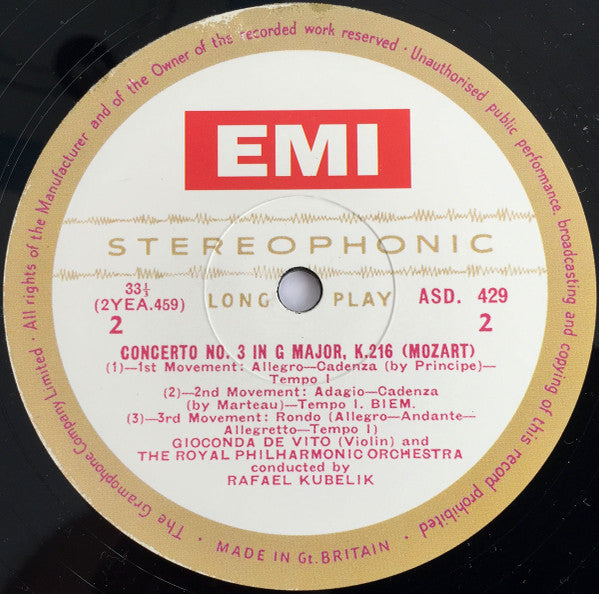 The Gramophone Company Limited · All rights of the Manufacturer and of the Owner of the recorded work reserved · Unauthorised public performance, broadcasting and copying of this record prohibited ·
EMI
STEREOPHONIC
33⅓
(2YEA.459) LONG PLAY ASD. 429
2 2
CONCERTO NO. 3 IN G MAJOR, K.216 (MOZART)
(1)—1st Movement: Allegro—Cadenza (by Principe)—
Tempo I
(2)—2nd Movement: Adagio—Cadenza
(by Marteau)—Tempo I. BIEM.
(3)—3rd Movement: Rondo (Allegro—Andante—
Allegretto—Tempo I)
GIOCONDA DE VITO (Violin) and
THE ROYAL PHILHARMONIC ORCHESTRA
conducted by
RAFAEL KUBELIK
· MADE IN Gt. BRITAIN ·